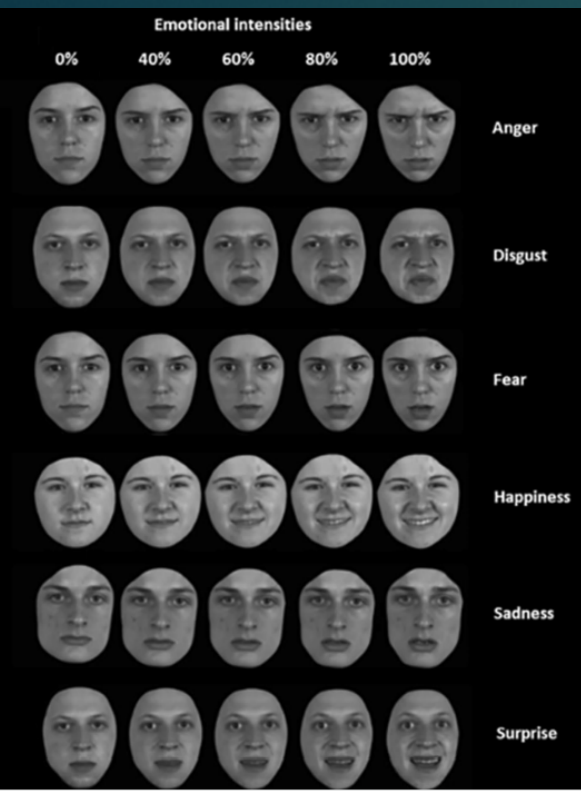 Emotional intensities
0% 40% 60% 80% 100%
Anger
Disgust
Fear
Happiness
Sadness
Surprise